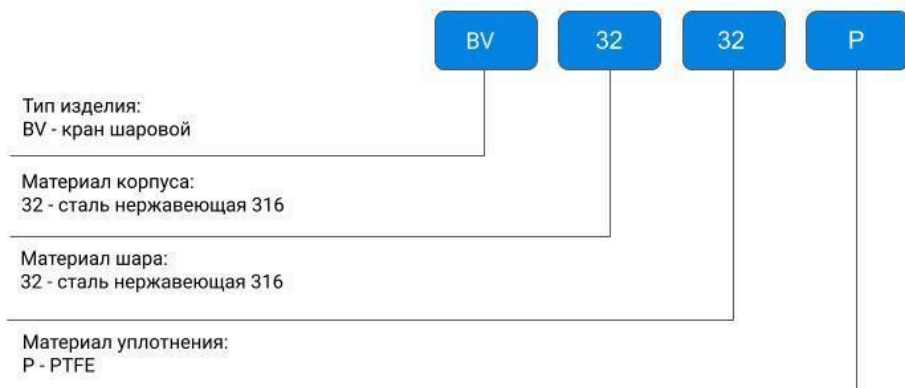 BV 32 32 P
Тип изделия:
BV - кран шаровой
Материал корпуса:
32 - сталь нержавеющая 316
Материал шара:
32 - сталь нержавеющая 316
Материал уплотнения:
P - PTFE